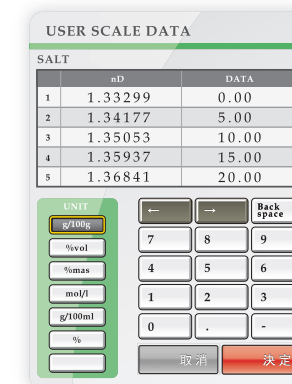 USER SCALE DATA
SALT
nD DATA
1 1.33299 0.00
2 1.34177 5.00
3 1.35053 10.00
4 1.35937 15.00
5 1.36841 20.00
UNIT
g/100g
%vol
%mas
mol/l
g/100ml
%
← → Back space
7 8 9
4 5 6
1 2 3
0 . -
取消 決定